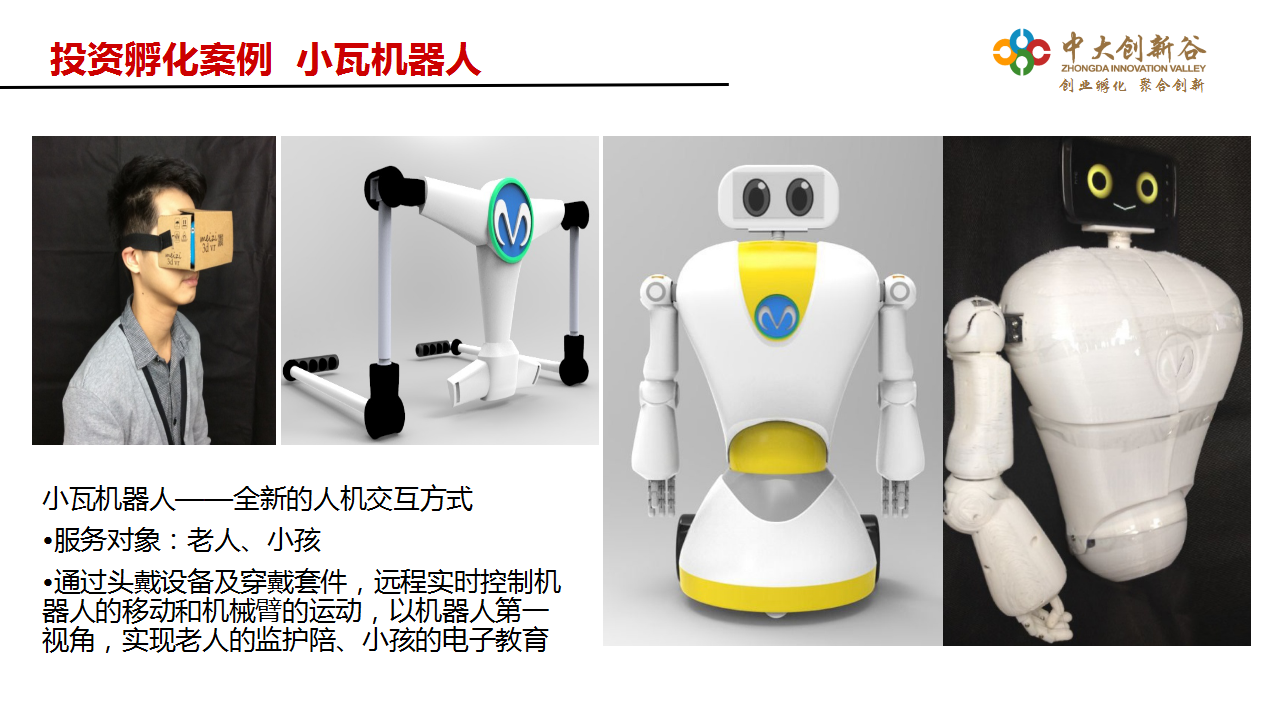 投资孵化案例 小瓦机器人
中大创新谷
ZHONGDA INNOVATION VALLEY
创业孵化 聚合创新
meizi
3d VT
meizi
3d VT
小瓦机器人——全新的人机交互方式
•服务对象：老人、小孩
•通过头戴设备及穿戴套件，远程实时控制机
器人的移动和机械臂的运动，以机器人第一
视角，实现老人的监护陪、小孩的电子教育